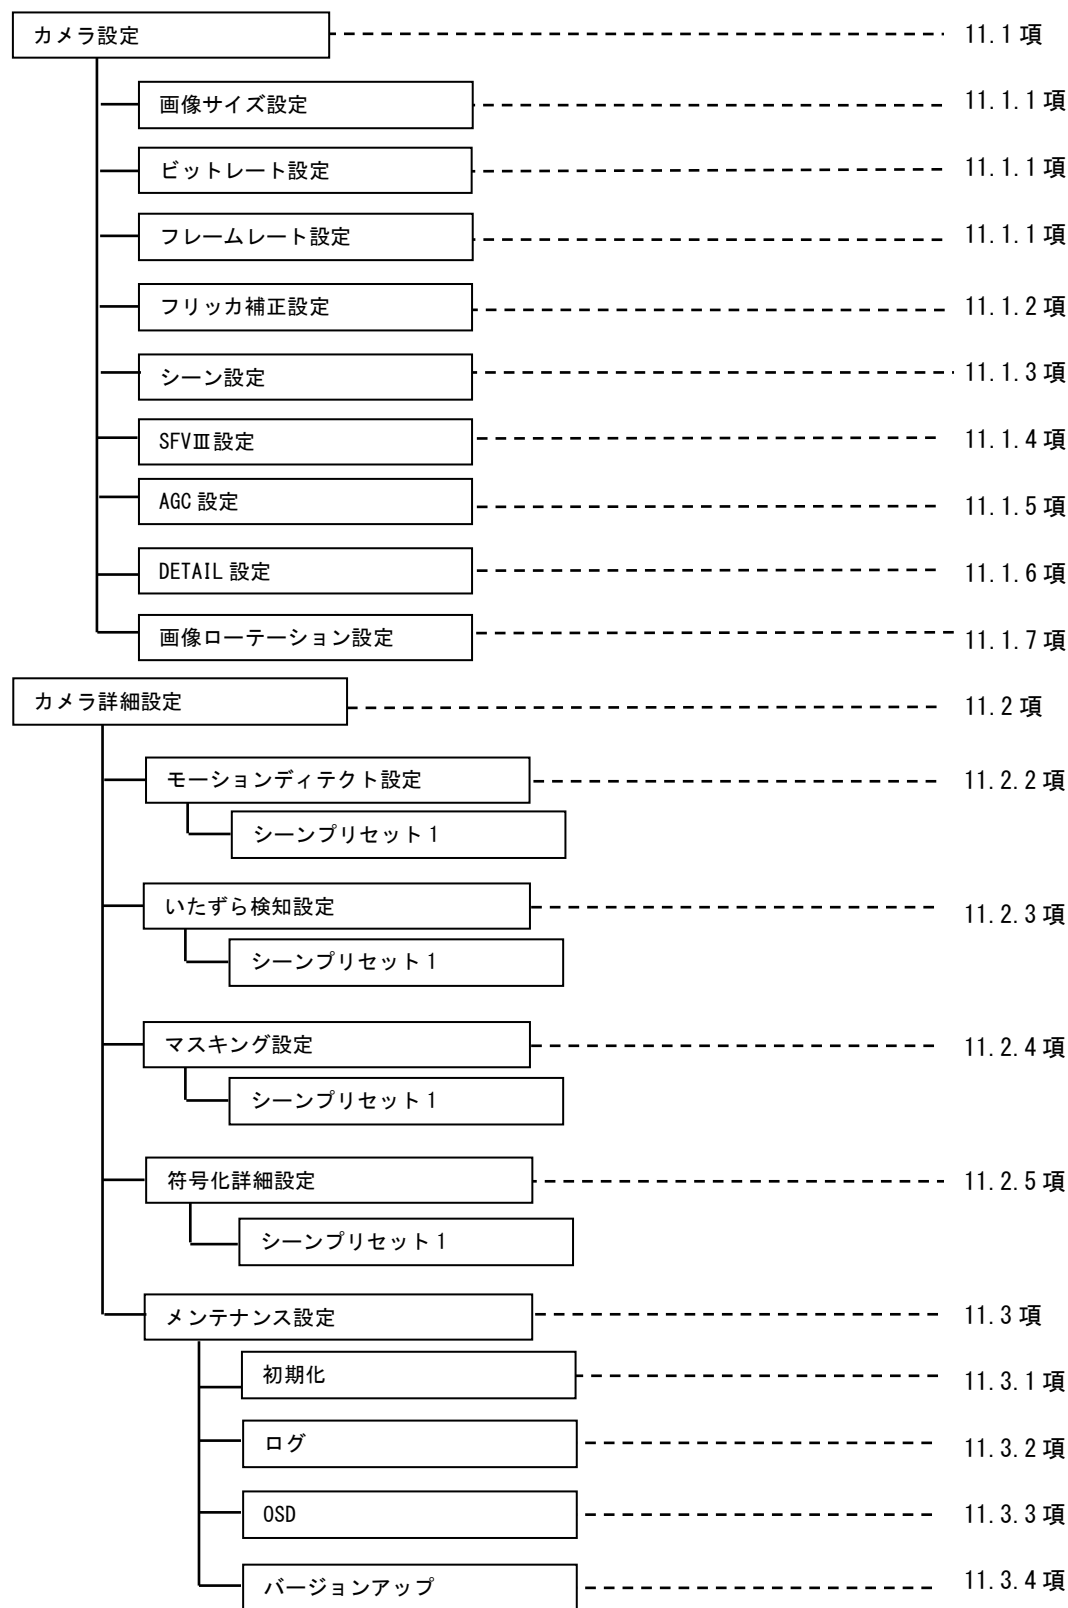 カメラ設定 11.1項
画像サイズ設定 11.1.1項
ビットレート設定 11.1.1項
フレームレート設定 11.1.1項
フリッカ補正設定 11.1.2項
シーン設定 11.1.3項
SFVⅢ設定 11.1.4項
AGC設定 11.1.5項
DETAIL設定 11.1.6項
画像ローテーション設定 11.1.7項
カメラ詳細設定 11.2項
モーションディテクト設定 11.2.2項
シーンプリセット1
いたずら検知設定 11.2.3項
シーンプリセット1
マスキング設定 11.2.4項
シーンプリセット1
符号化詳細設定 11.2.5項
シーンプリセット1
メンテナンス設定 11.3項
初期化 11.3.1項
ログ 11.3.2項
OSD 11.3.3項
バージョンアップ 11.3.4項